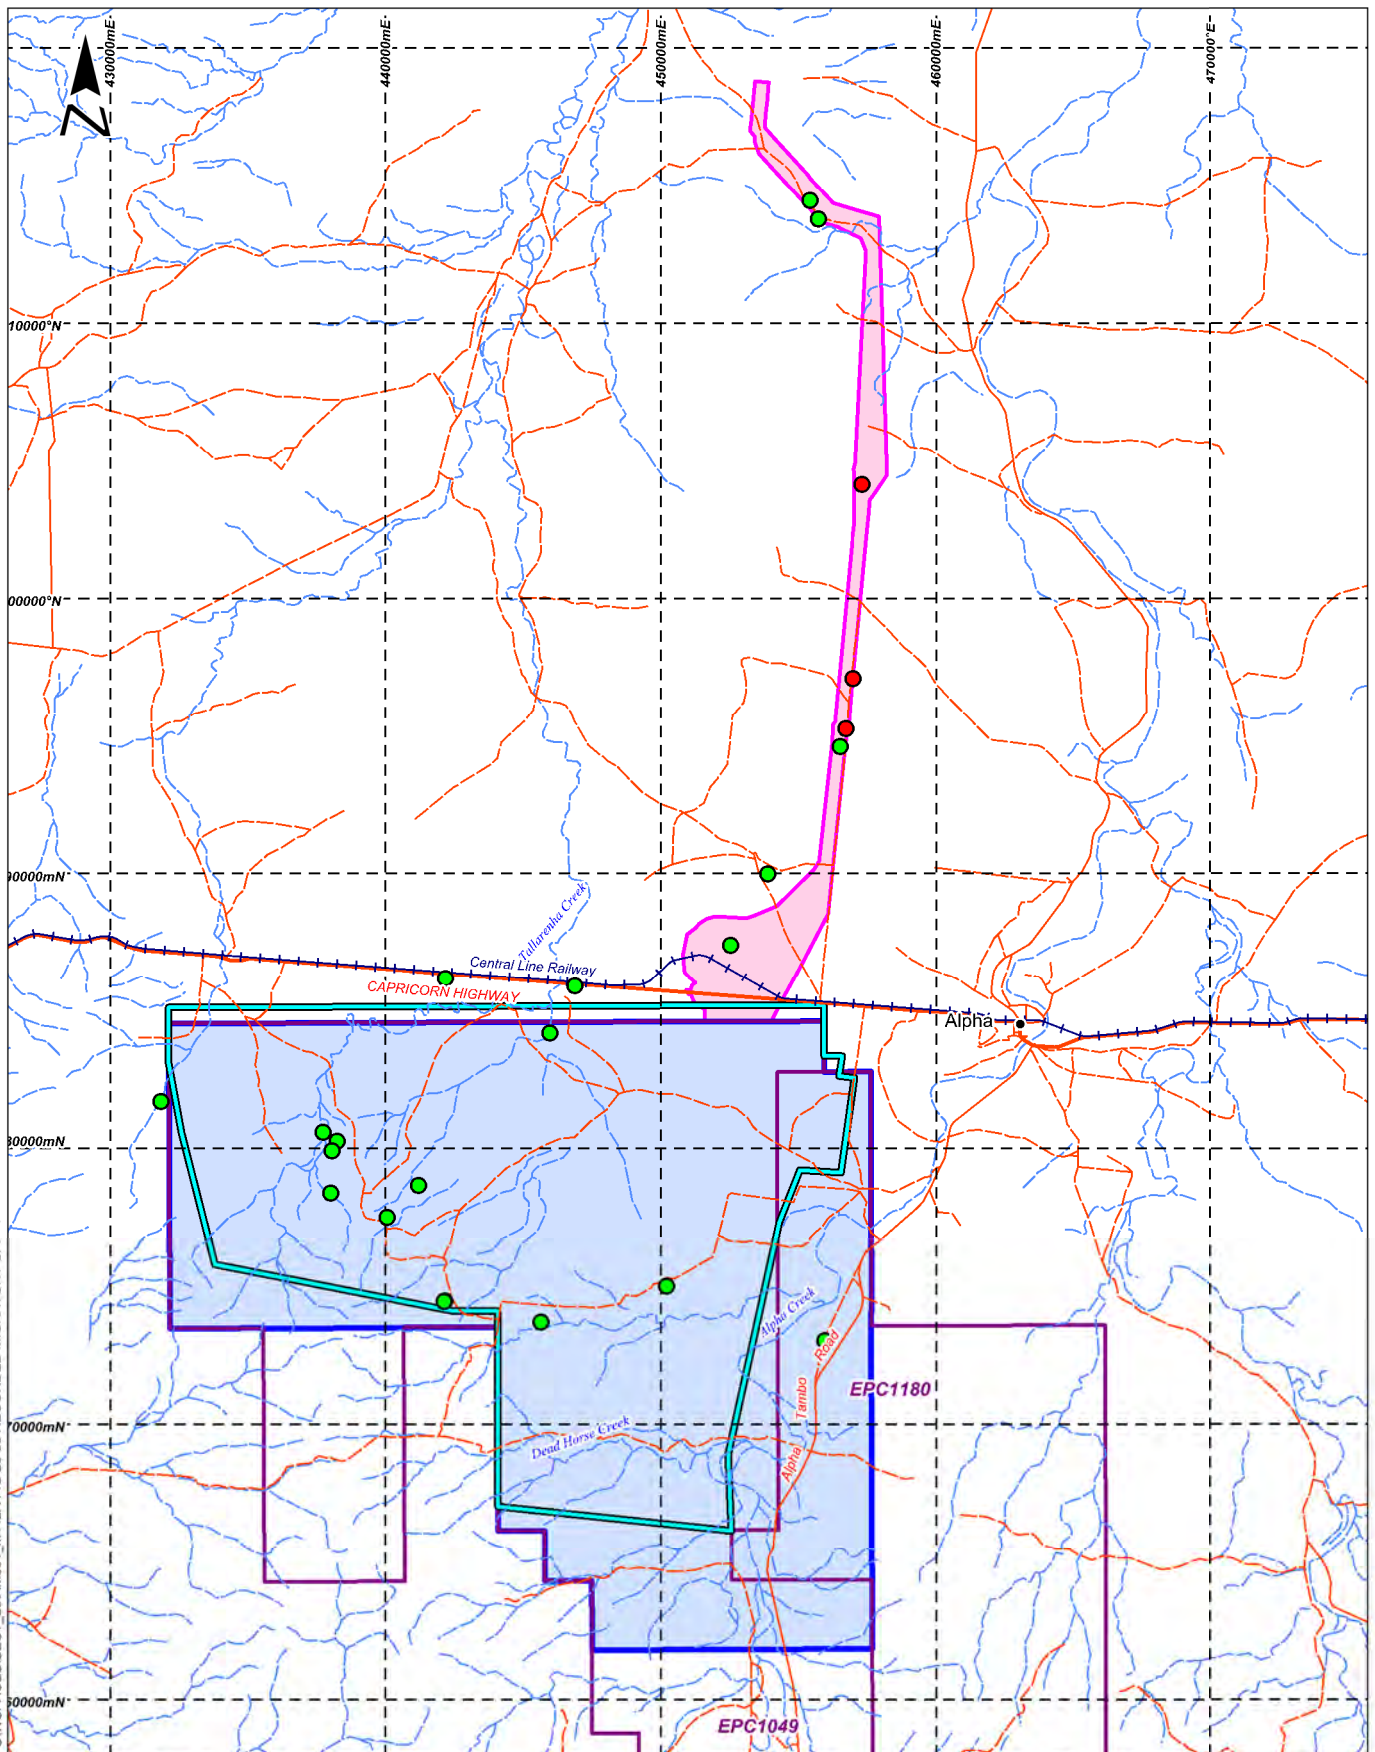 430000mE
440000mE
450000mE
460000mE
470000°E
N
10000°N
00000°N
90000mN
Tallarenha Creek
Central Line Railway
CAPRICORN HIGHWAY
Alpha
80000mN
Alpha Creek
Road
Tambo
Alpha
EPC1180
70000mN
Dead Horse Creek
60000mN
EPC1049